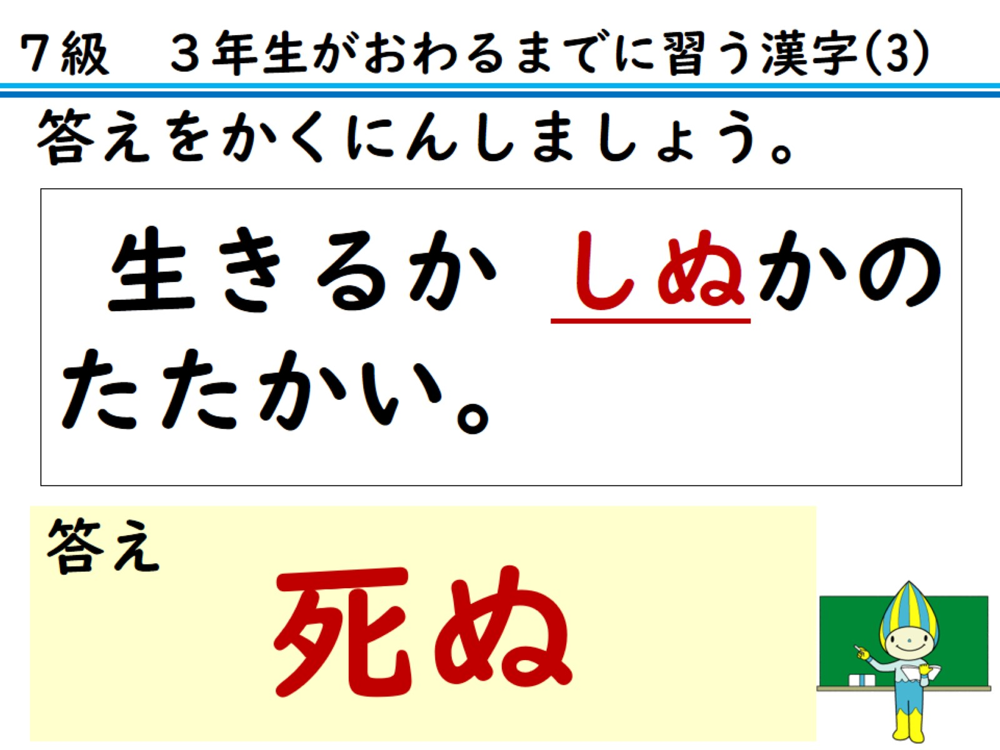 ７級　３年生がおわるまでに習う漢字(3)
答えをかくにんしましょう。
生きるか しぬかの
たたかい。
答え
死ぬ